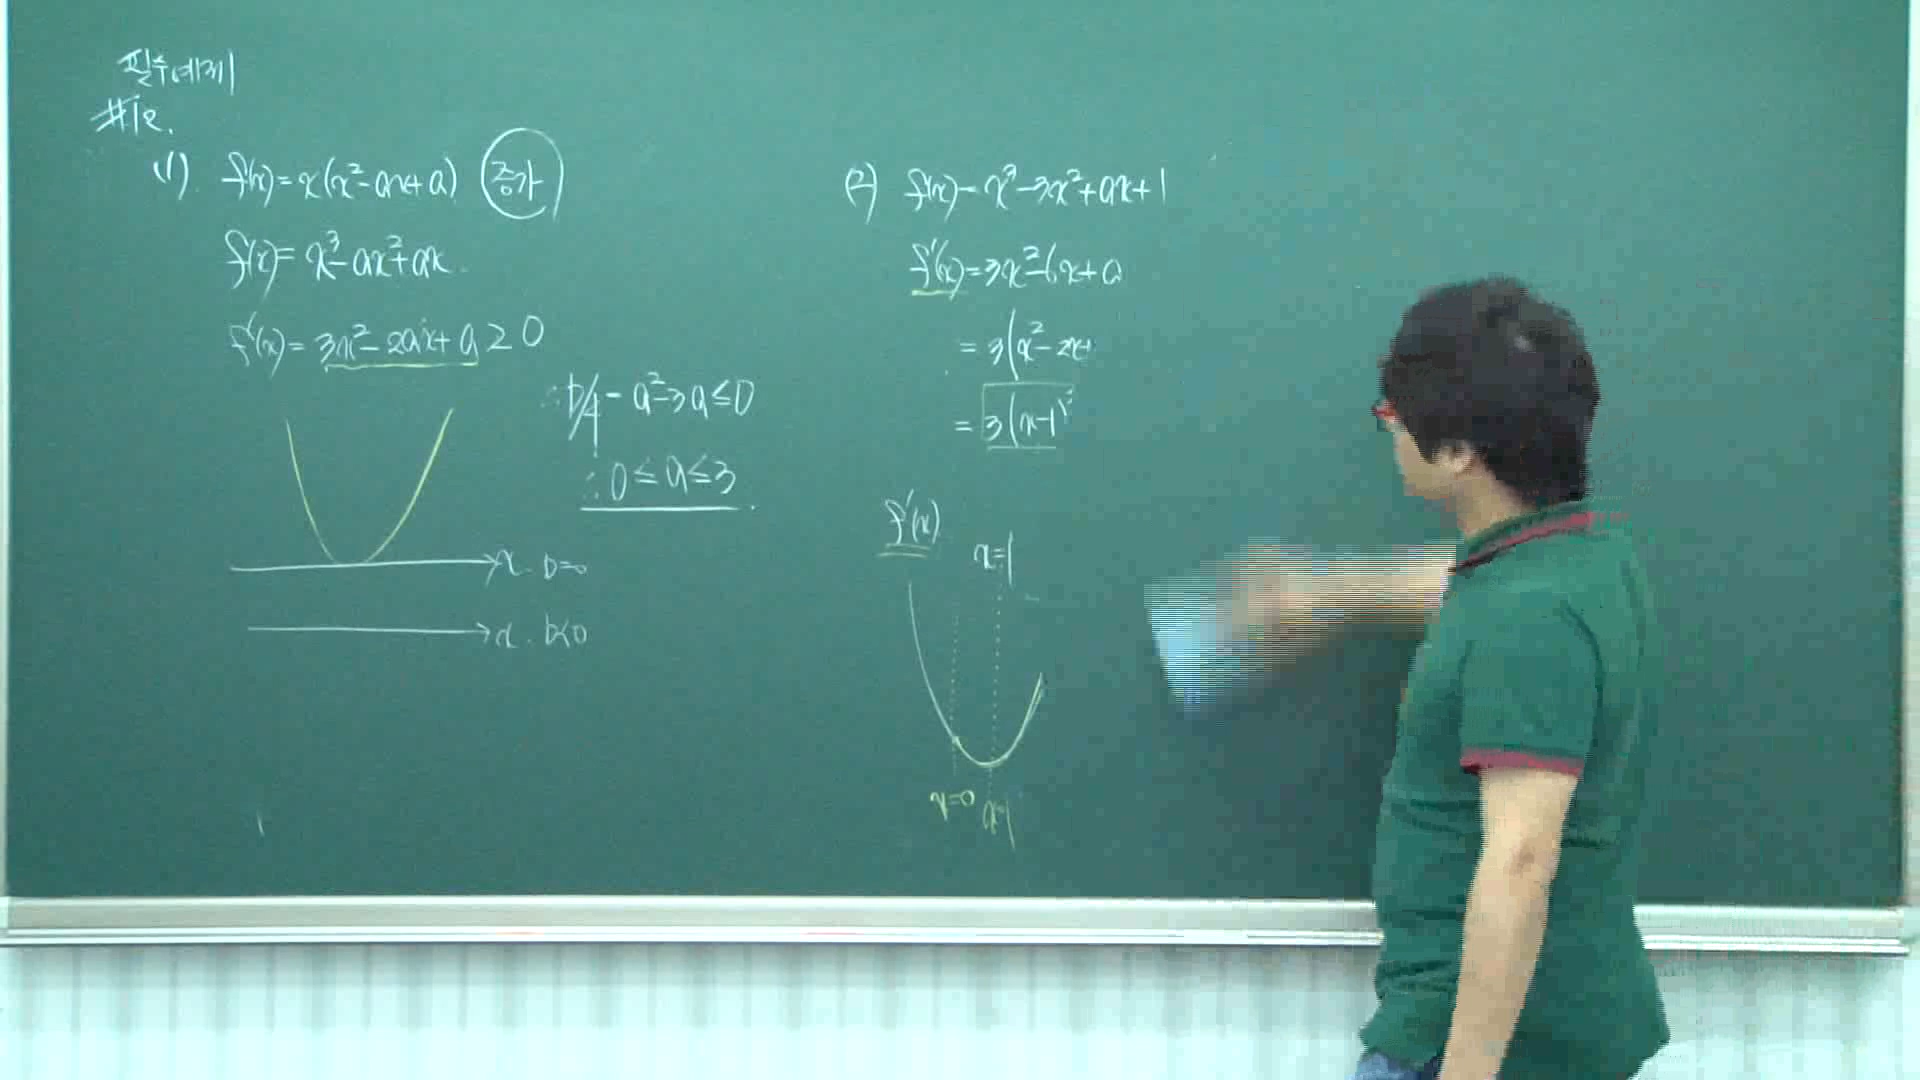 필수예제
#12.
(1). f(x)=x(x²-ax+a) 증가
f(x)=x³-ax²+ax.
f'(x)=3x²-2ax+a≥0
∴D/4=a²-3a≤0
∴0≤a≤3.
x. D=0
x. D<0
(2) f(x)=x³-3x²+ax+1
f'(x)=3x²-6x+a
=3(x²-2x+
=3(x-1)²
f'(x)
x=1
x=0 x=1